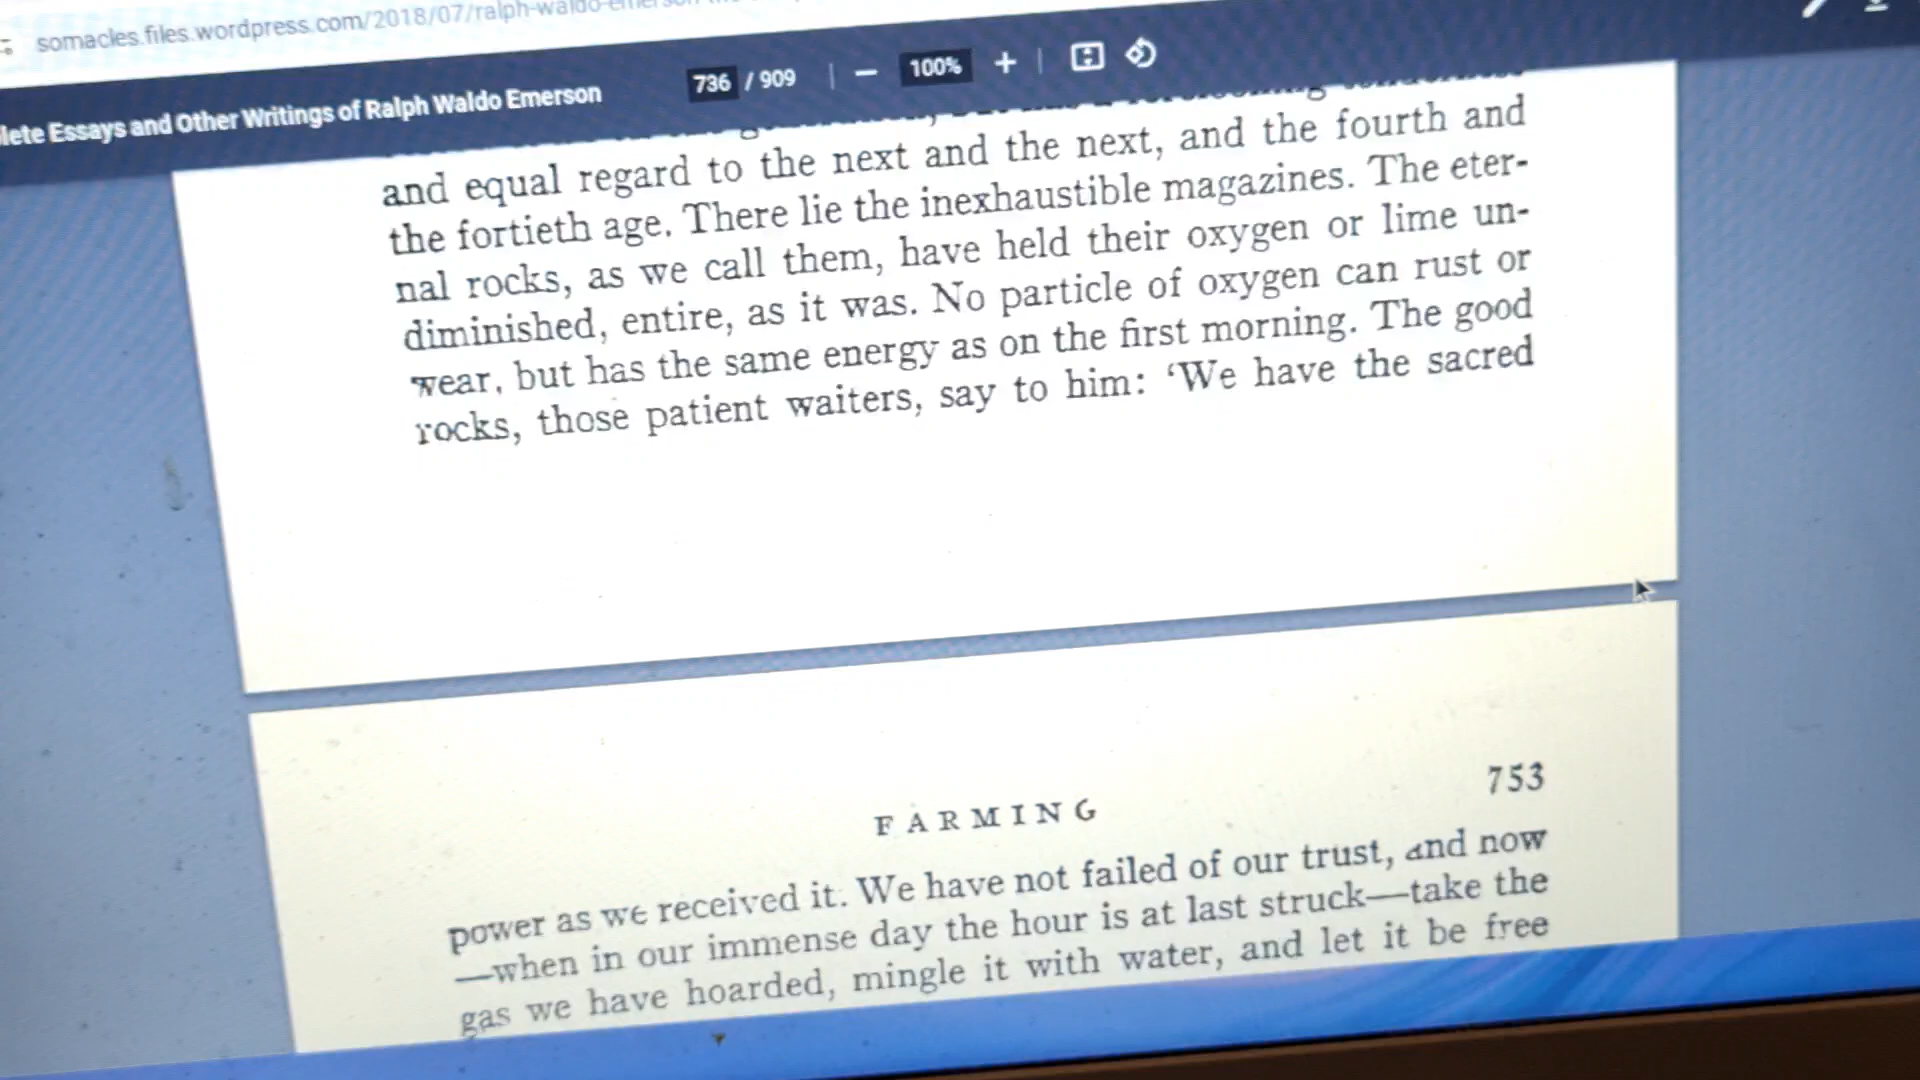 somacles.files.wordpress.com/2018/07/ralph-waldo-emerson
lete Essays and Other Writings of Ralph Waldo Emerson 736 / 909 100%
and equal regard to the next and the next, and the fourth and
the fortieth age. There lie the inexhaustible magazines. The eter-
nal rocks, as we call them, have held their oxygen or lime un-
diminished, entire, as it was. No particle of oxygen can rust or
wear, but has the same energy as on the first morning. The good
rocks, those patient waiters, say to him: ‘We have the sacred
FARMING 753
power as we received it. We have not failed of our trust, and now
—when in our immense day the hour is at last struck—take the
gas we have hoarded, mingle it with water, and let it be free